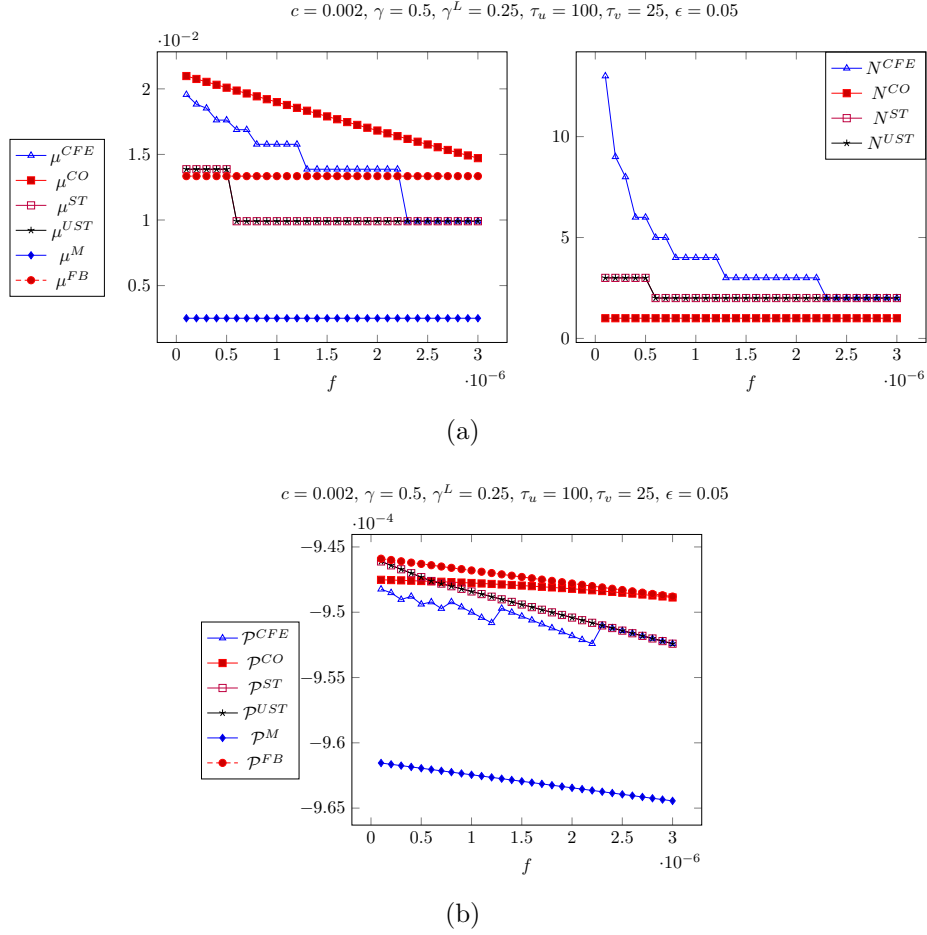 c = 0.002, γ = 0.5, γ^L = 0.25, τ_u = 100, τ_v = 25, ϵ = 0.05
·10^−2
2
1.5
1
0.5
0 0.5 1 1.5 2 2.5 3
·10^−6
f
μ^CFE
μ^CO
μ^ST
μ^UST
μ^M
μ^FB
10
5
0
0 0.5 1 1.5 2 2.5 3
·10^−6
f
N^CFE
N^CO
N^ST
N^UST
(a)
c = 0.002, γ = 0.5, γ^L = 0.25, τ_u = 100, τ_v = 25, ϵ = 0.05
·10^−4
−9.45
−9.5
−9.55
−9.6
−9.65
0 0.5 1 1.5 2 2.5 3
·10^−6
f
𝒫^CFE
𝒫^CO
𝒫^ST
𝒫^UST
𝒫^M
𝒫^FB
(b)